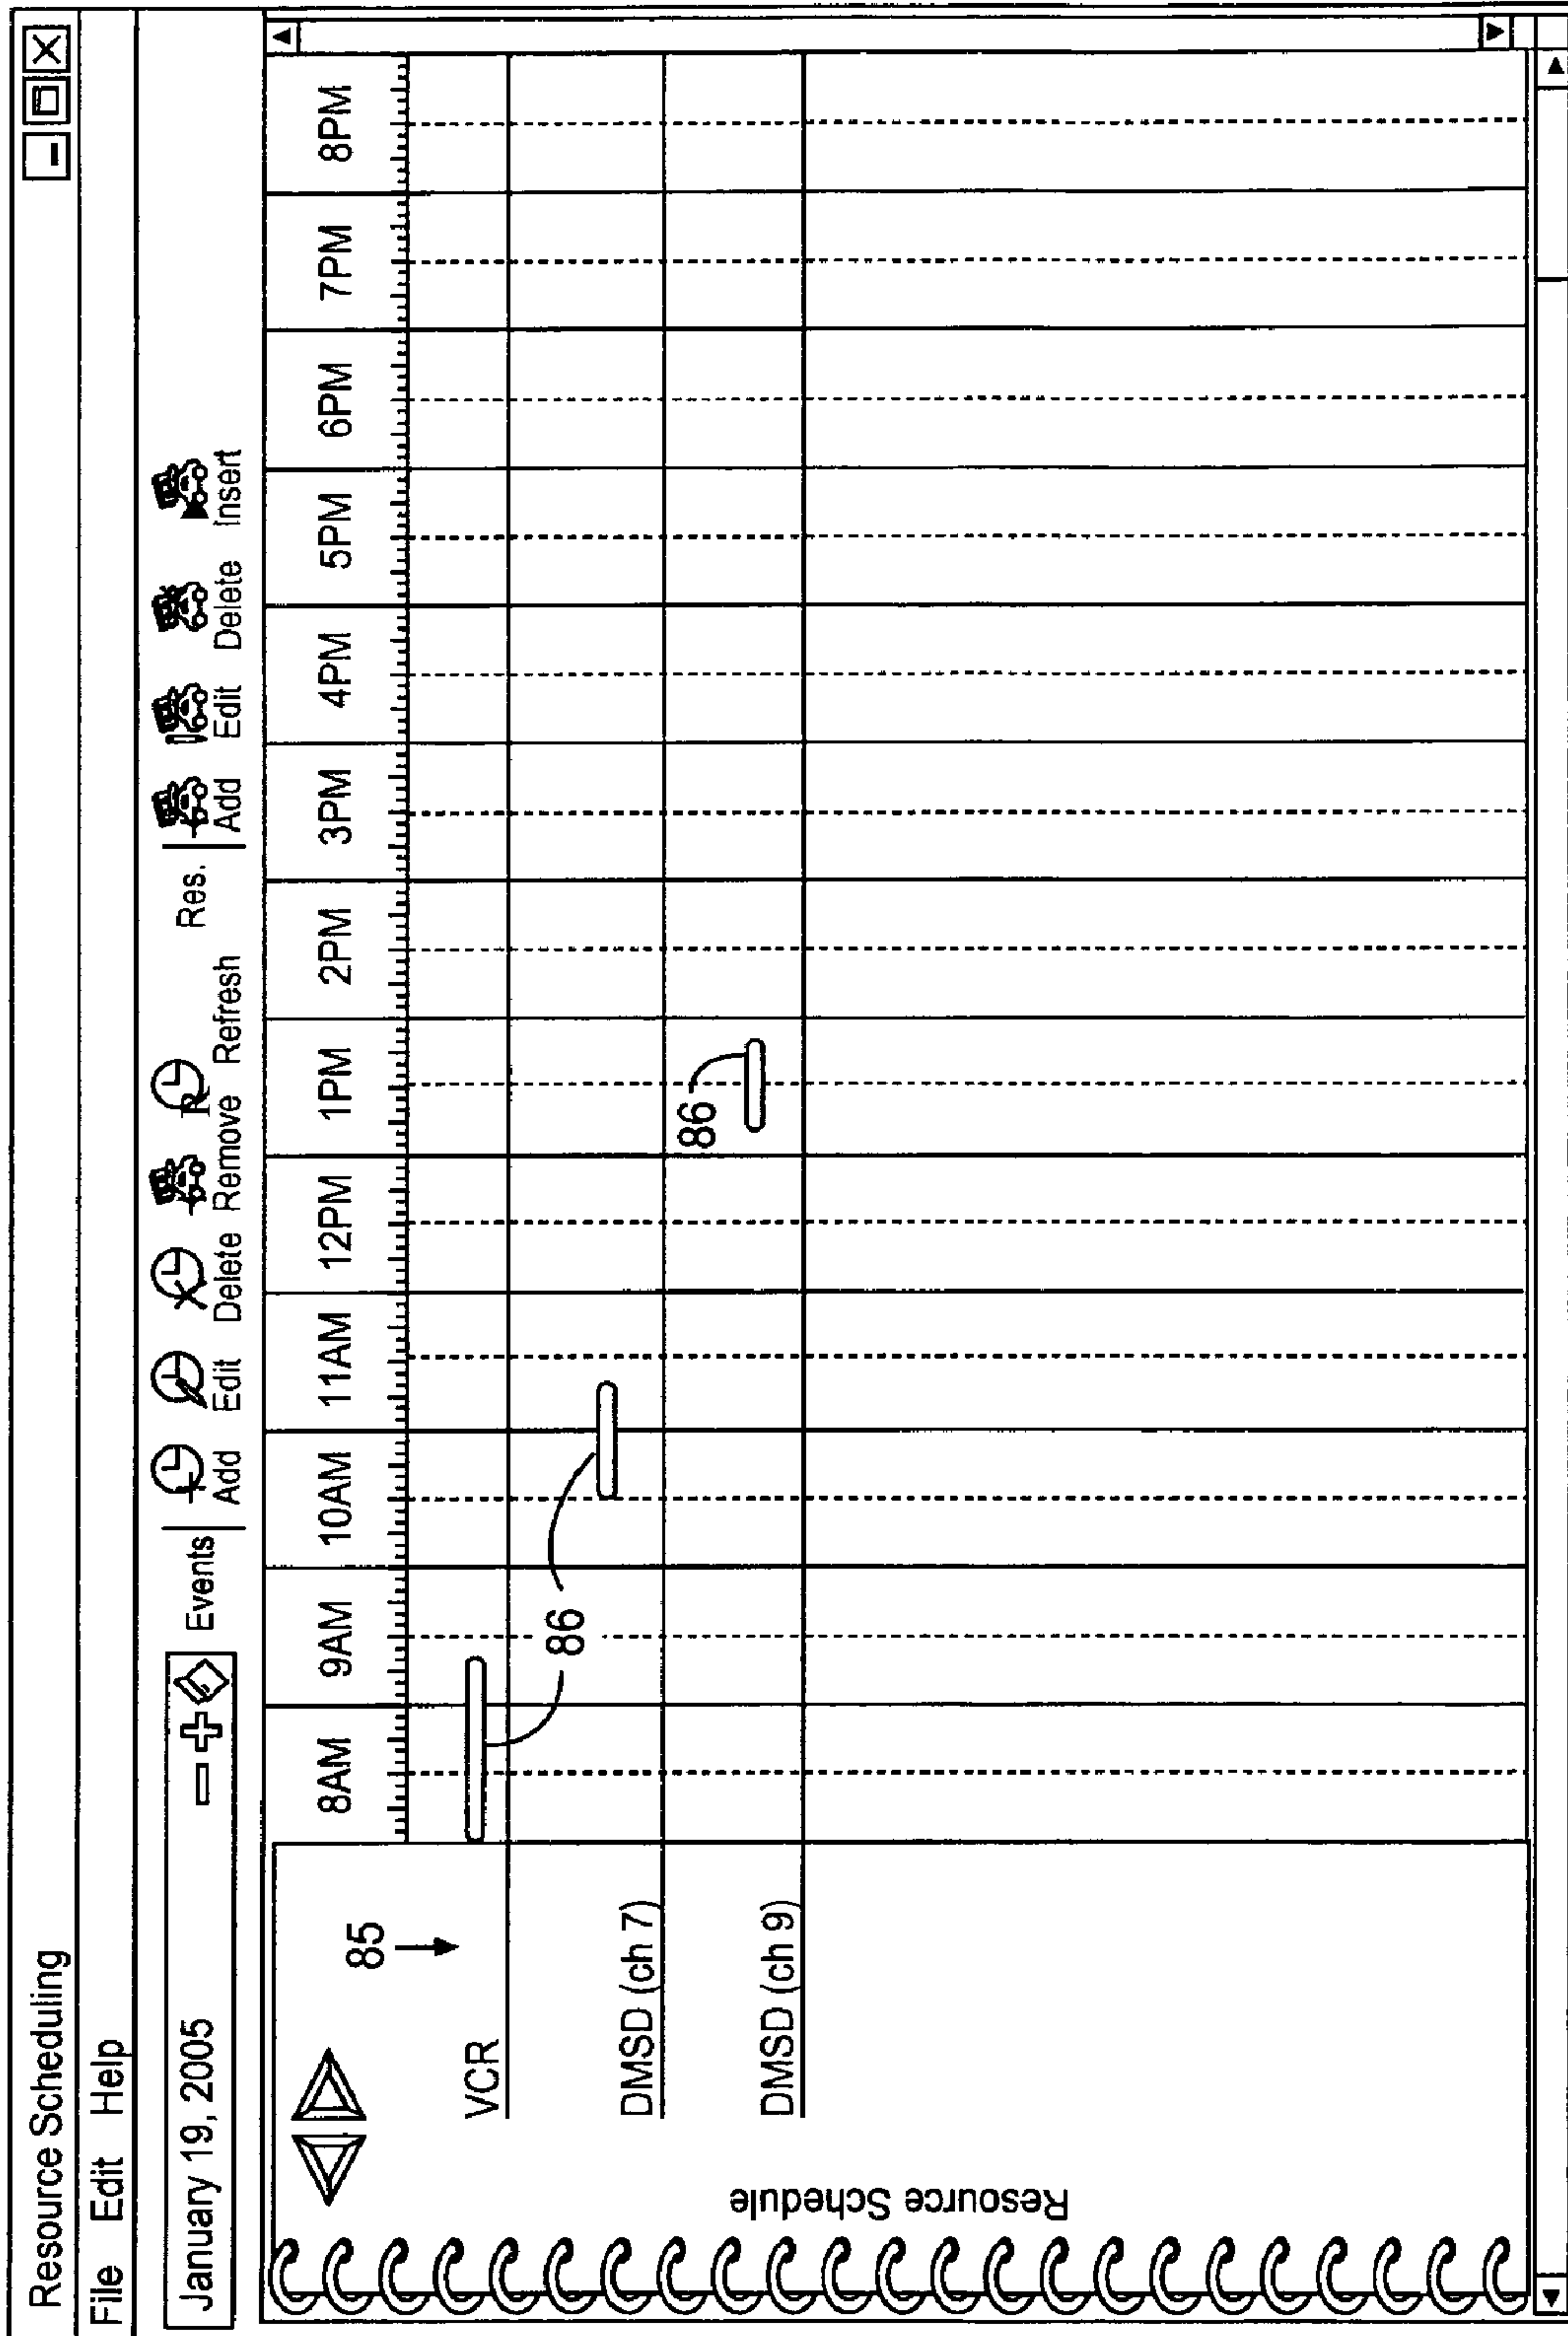 Resource Scheduling
File Edit Help
January 19, 2005
Events
Add Edit Delete Remove Refresh
R
Res.
Add Edit Delete Insert
8AM 9AM 10AM 11AM 12PM 1PM 2PM 3PM 4PM 5PM 6PM 7PM 8PM
85
VCR
86
DMSD (ch 7)
86
DMSD (ch 9)
Resource Schedule